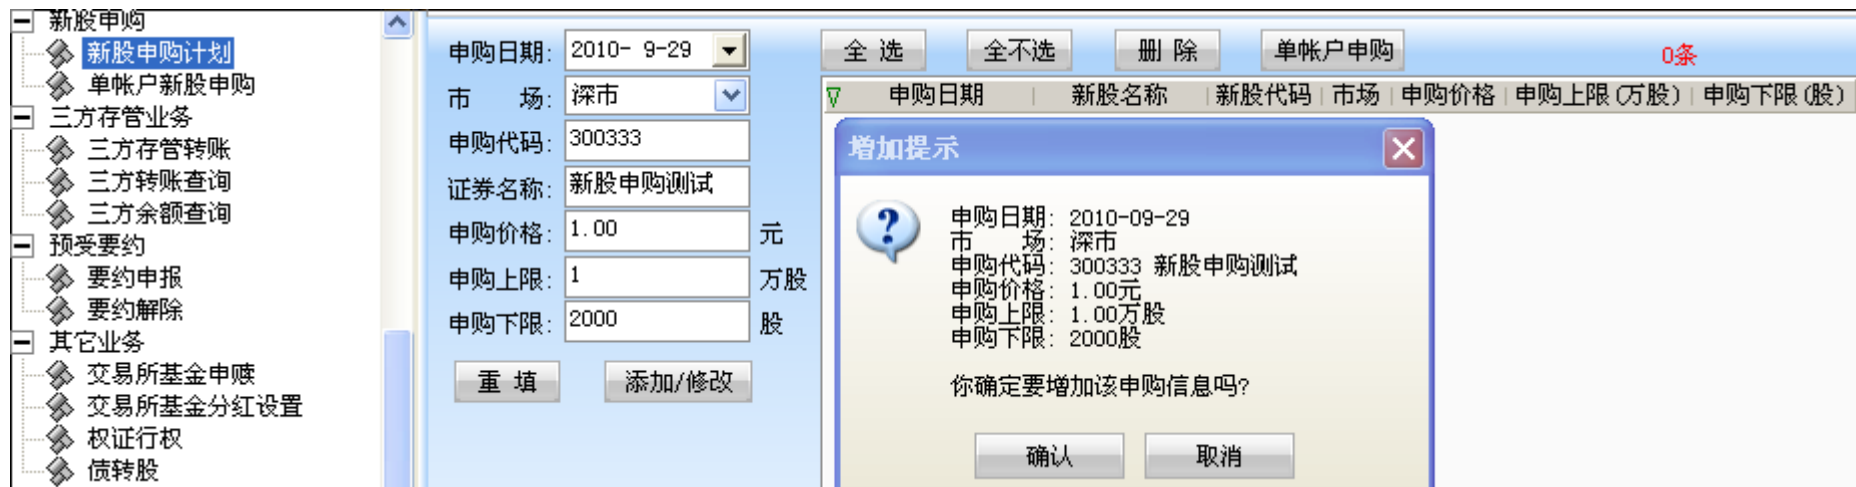 新股申购
新股申购计划
单帐户新股申购
三方存管业务
三方存管转账
三方转账查询
三方余额查询
预受要约
要约申报
要约解除
其它业务
交易所基金申赎
交易所基金分红设置
权证行权
债转股
申购日期: 2010- 9-29
市 场: 深市
申购代码: 300333
证券名称: 新股申购测试
申购价格: 1.00 元
申购上限: 1 万股
申购下限: 2000 股
重 填 添加/修改
全 选 全不选 删 除 单帐户申购 0条
申购日期 新股名称 新股代码 市场 申购价格 申购上限(万股) 申购下限(股)
增加提示
申购日期: 2010-09-29
市 场: 深市
申购代码: 300333 新股申购测试
申购价格: 1.00元
申购上限: 1.00万股
申购下限: 2000股
你确定要增加该申购信息吗?
确认 取消